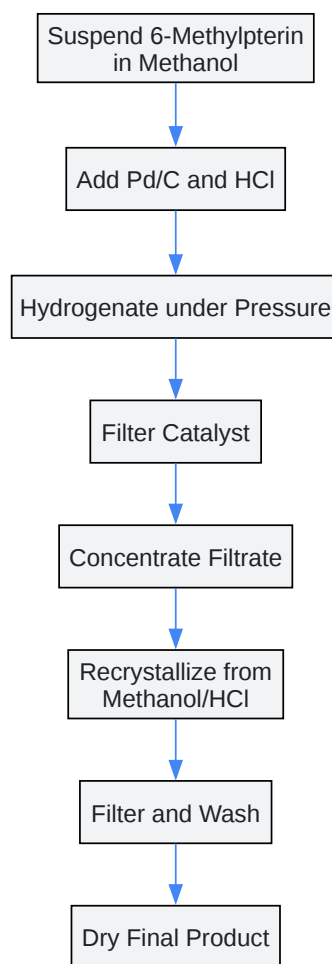 Suspend 6-Methylpterin
in Methanol
Add Pd/C and HCl
Hydrogenate under Pressure
Filter Catalyst
Concentrate Filtrate
Recrystallize from
Methanol/HCl
Filter and Wash
Dry Final Product